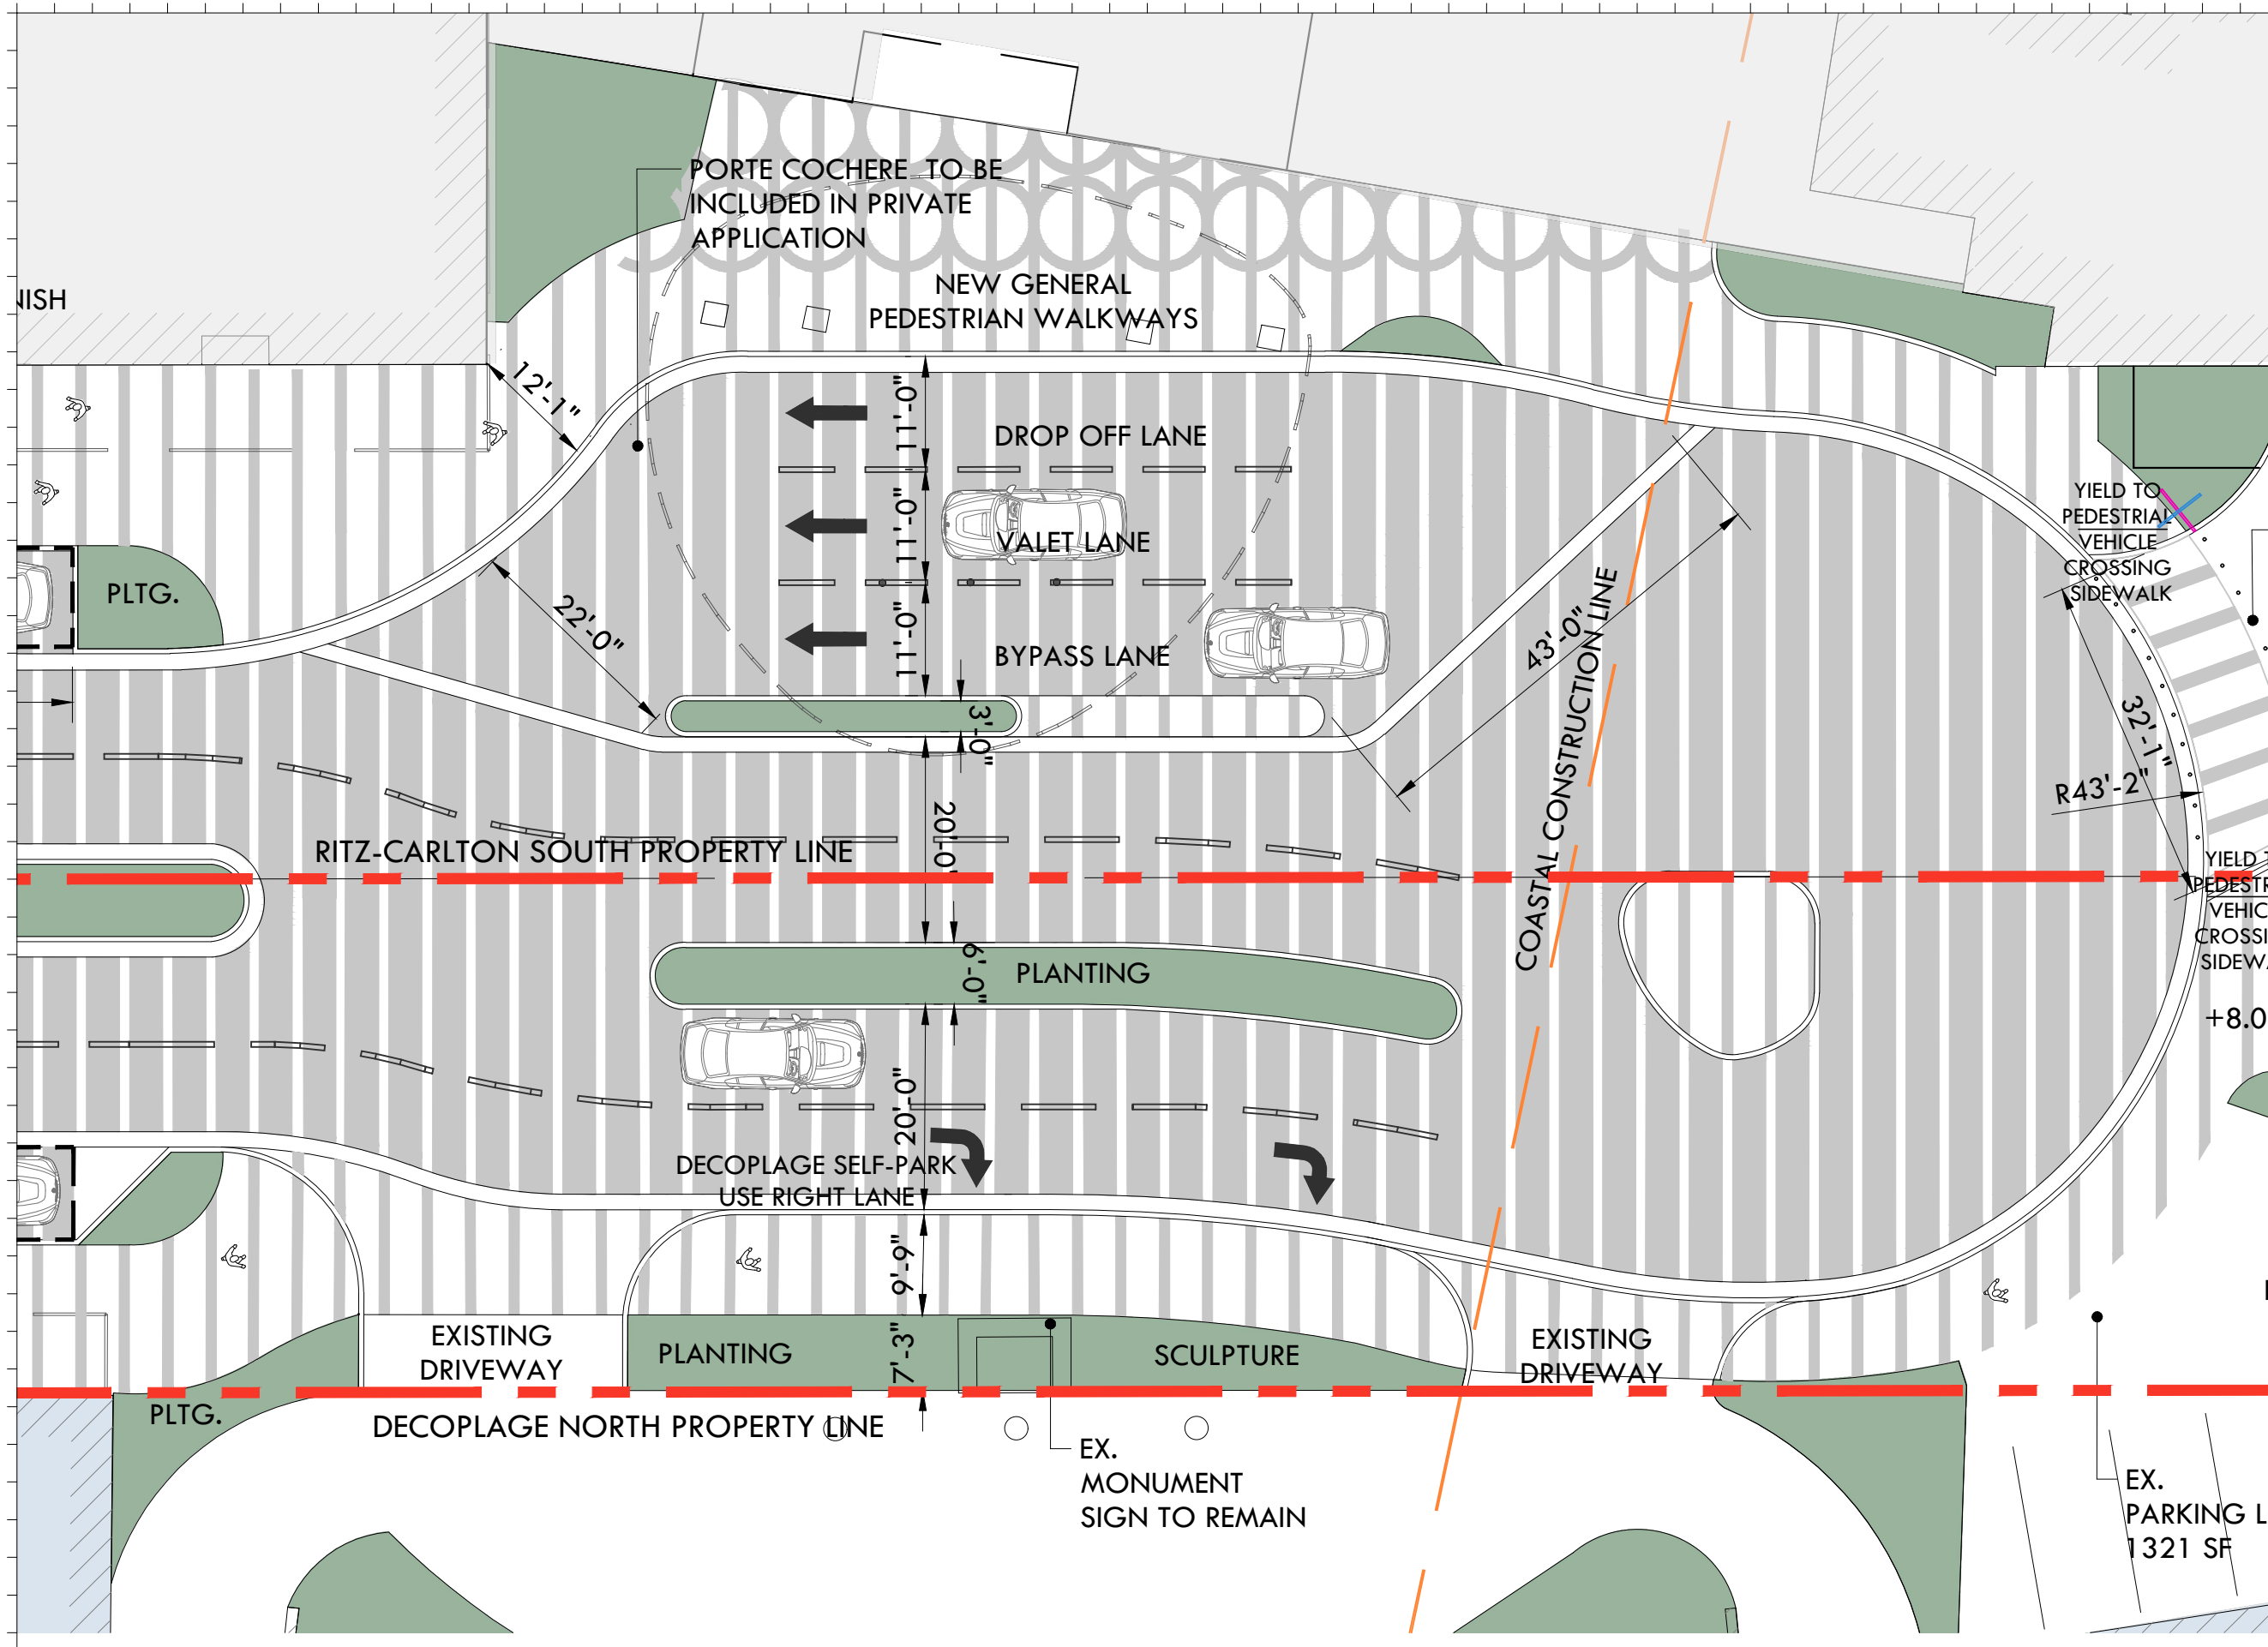 PORTE COCHERE TO BE
INCLUDED IN PRIVATE
APPLICATION
NEW GENERAL
PEDESTRIAN WALKWAYS
NISH
12'-1"
11'-0"
DROP OFF LANE
11'-0"
VALET LANE
11'-0"
BYPASS LANE
YIELD TO
PEDESTRIAL
VEHICLE
CROSSING
SIDEWALK
PLTG.
22'-0"
43'-0"
COASTAL CONSTRUCTION LINE
3'-0"
32'-1"
R43'-2"
20'-0"
RITZ-CARLTON SOUTH PROPERTY LINE
YIELD
PEDESTR
VEHIC
CROSSI
SIDEWA
+8.0
6'-0"
PLANTING
20'-0"
DECOPLAGE SELF-PARK
USE RIGHT LANE
9'-9"
EXISTING
DRIVEWAY
PLANTING
7'-3"
SCULPTURE
EXISTING
DRIVEWAY
PLTG.
DECOPLAGE NORTH PROPERTY LINE
EX.
MONUMENT
SIGN TO REMAIN
EX.
PARKING L
1321 SF